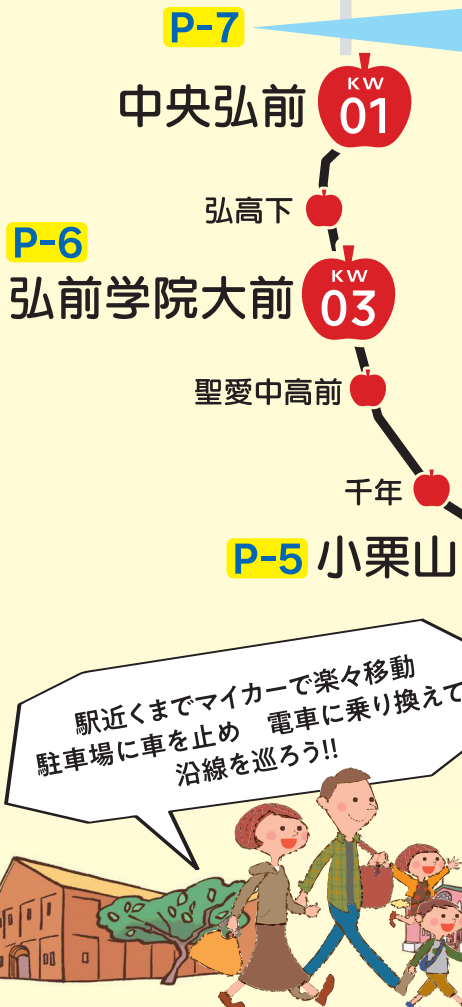 P-7
中央弘前
KW
01
弘高下
P-6
弘前学院大前
KW
03
聖愛中高前
千年
P-5 小栗山
駅近くまでマイカーで楽々移動
駐車場に車を止め 電車に乗り換えて
沿線を巡ろう!!